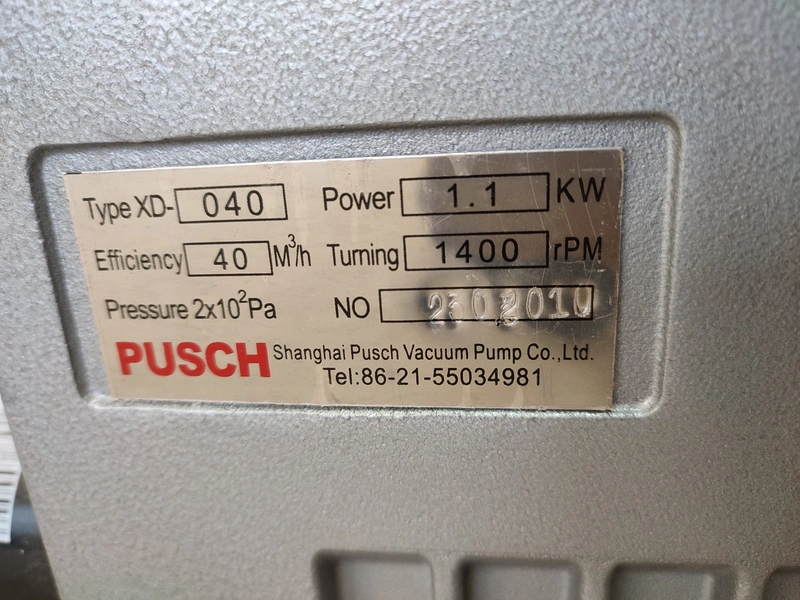 Type XD- 040 Power 1.1 KW
Efficiency 40 M³/h Turning 1400 rPM
Pressure 2x10²Pa NO
PUSCH Shanghai Pusch Vacuum Pump Co.,Ltd.
Tel:86-21-55034981